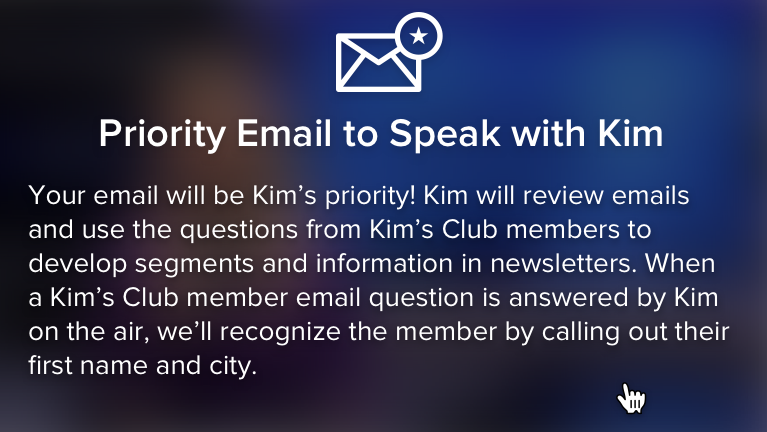 Priority Email to Speak with Kim
Your email will be Kim’s priority! Kim will review emails
and use the questions from Kim’s Club members to
develop segments and information in newsletters. When
a Kim’s Club member email question is answered by Kim
on the air, we’ll recognize the member by calling out their
first name and city.